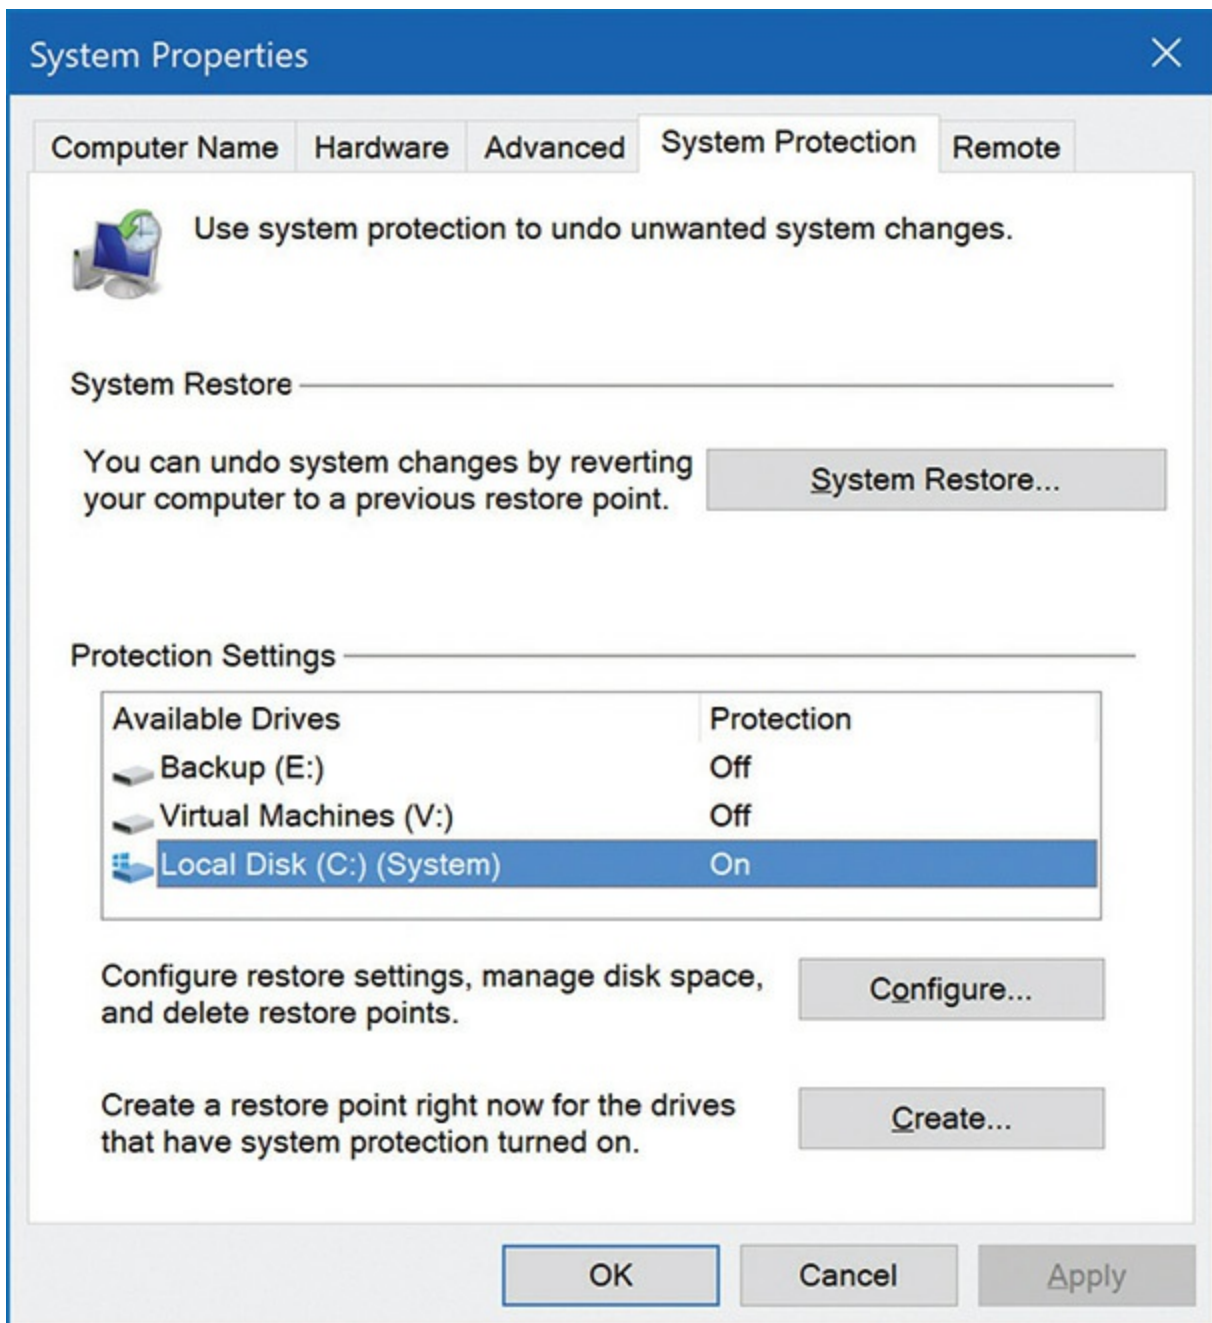 System Properties
Computer Name Hardware Advanced System Protection Remote
Use system protection to undo unwanted system changes.
System Restore
You can undo system changes by reverting
your computer to a previous restore point.
System Restore...
Protection Settings
Available Drives Protection
Backup (E:) Off
Virtual Machines (V:) Off
Local Disk (C:) (System) On
Configure restore settings, manage disk space,
and delete restore points.
Configure...
Create a restore point right now for the drives
that have system protection turned on.
Create...
OK Cancel Apply